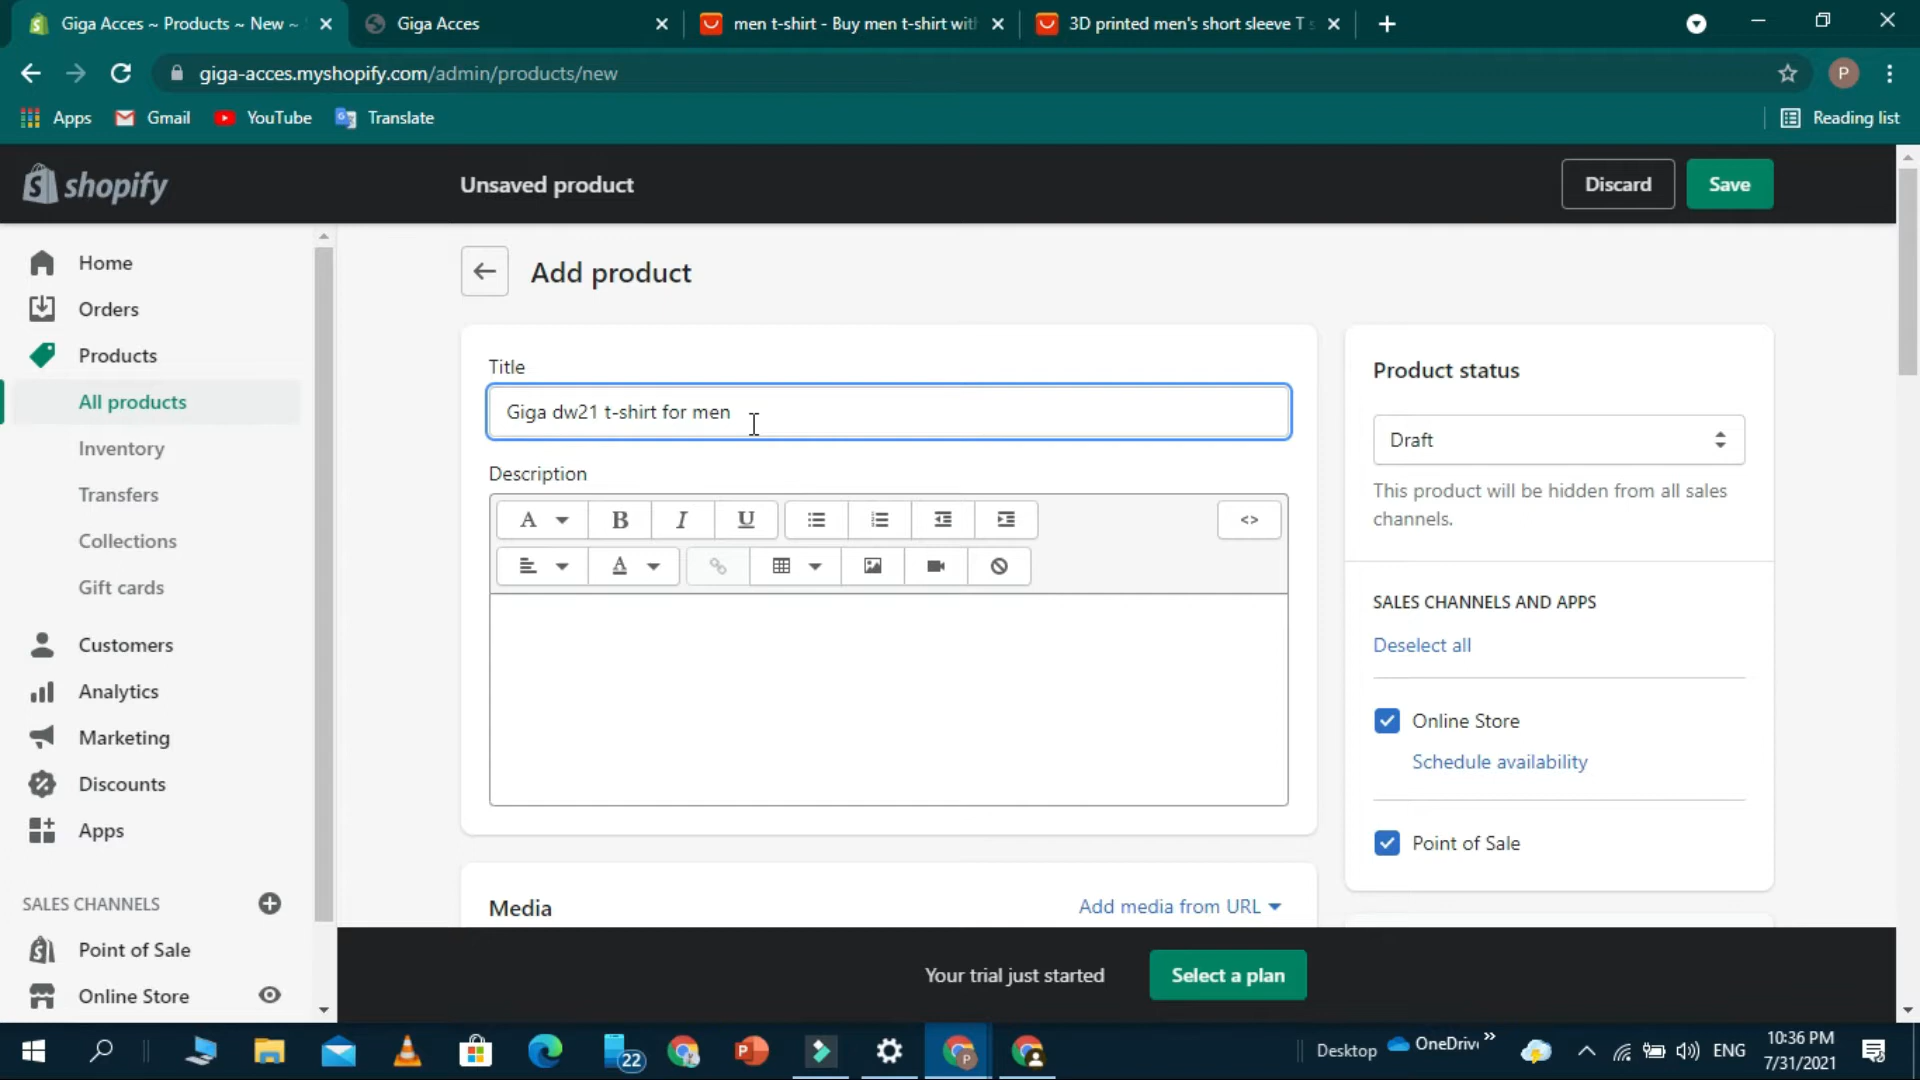 Giga Acces ~ Products ~ New ~
Giga Acces
men t-shirt - Buy men t-shirt with
3D printed men's short sleeve T s
giga-acces.myshopify.com/admin/products/new
P
Apps
Gmail
YouTube
Translate
Reading list
shopify
Unsaved product
Discard
Save
Home
Orders
Products
All products
Inventory
Transfers
Collections
Gift cards
Customers
Analytics
Marketing
Discounts
Apps
SALES CHANNELS
Point of Sale
Online Store
Add product
Title
Giga dw21 t-shirt for men
Description
A
B
I
U
<>
A
Media
Add media from URL
Product status
Draft
This product will be hidden from all sales
channels.
SALES CHANNELS AND APPS
Deselect all
Online Store
Schedule availability
Point of Sale
Your trial just started
Select a plan
22
Desktop
OneDriv
ENG
10:36 PM
7/31/2021